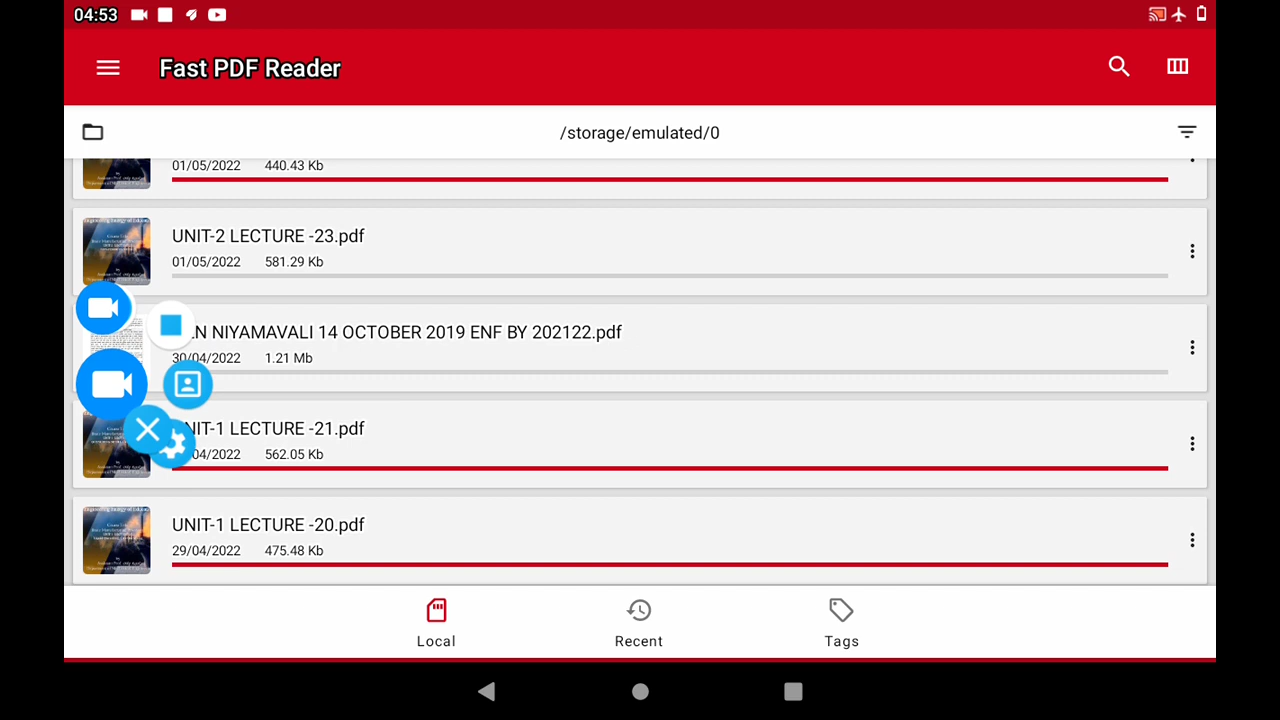 04:53
Fast PDF Reader
/storage/emulated/0
01/05/2022 440.43 Kb
UNIT-2 LECTURE -23.pdf
01/05/2022 581.29 Kb
N NIYAMAVALI 14 OCTOBER 2019 ENF BY 202122.pdf
30/04/2022 1.21 Mb
NIT-1 LECTURE -21.pdf
/04/2022 562.05 Kb
UNIT-1 LECTURE -20.pdf
29/04/2022 475.48 Kb
Local
Recent
Tags